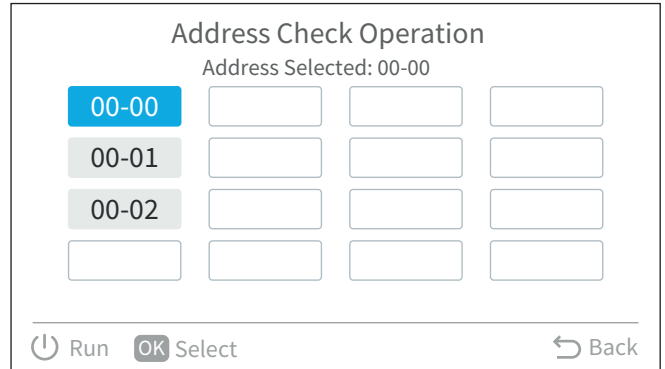 Address Check Operation
Address Selected: 00-00
00-00
00-01
00-02
Run OK Select Back